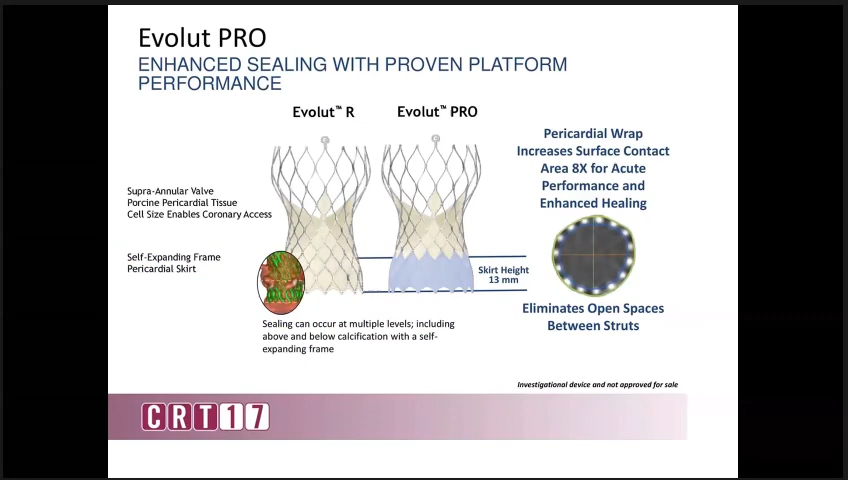 Evolut PRO
ENHANCED SEALING WITH PROVEN PLATFORM
PERFORMANCE
Evolut™ R
Evolut™ PRO
Supra-Annular Valve
Porcine Pericardial Tissue
Cell Size Enables Coronary Access
Self-Expanding Frame
Pericardial Skirt
Skirt Height
13 mm
Sealing can occur at multiple levels; including
above and below calcification with a self-
expanding frame
Pericardial Wrap
Increases Surface Contact
Area 8X for Acute
Performance and
Enhanced Healing
Eliminates Open Spaces
Between Struts
Investigational device and not approved for sale
CRT17